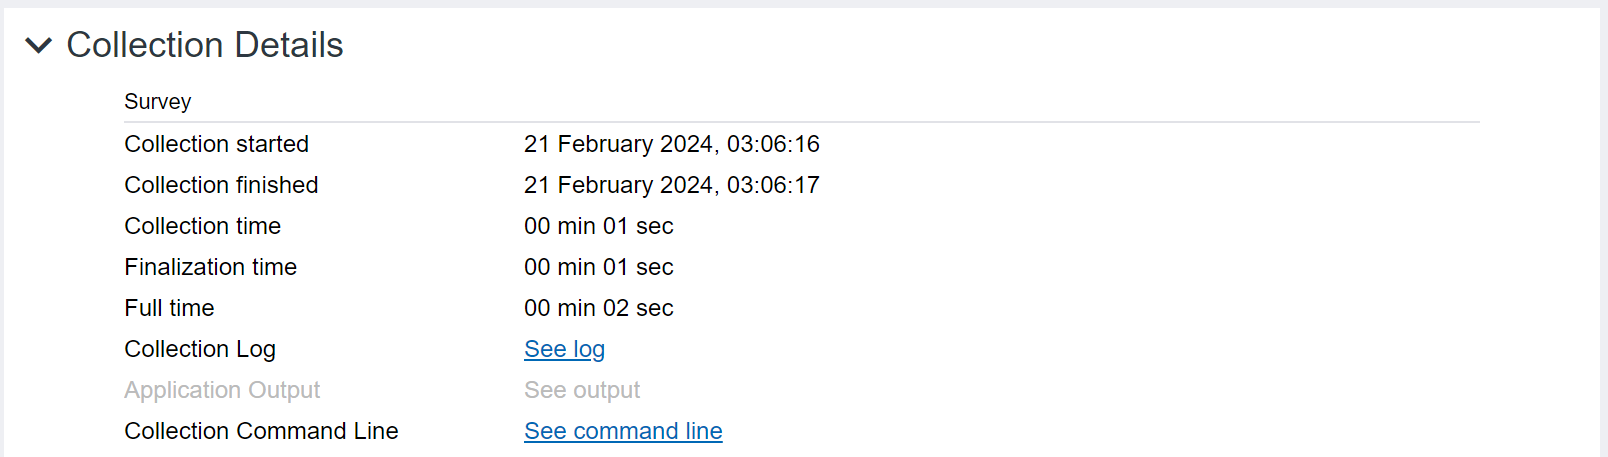 Collection Details
Survey
Collection started 21 February 2024, 03:06:16
Collection finished 21 February 2024, 03:06:17
Collection time 00 min 01 sec
Finalization time 00 min 01 sec
Full time 00 min 02 sec
Collection Log See log
Application Output See output
Collection Command Line See command line